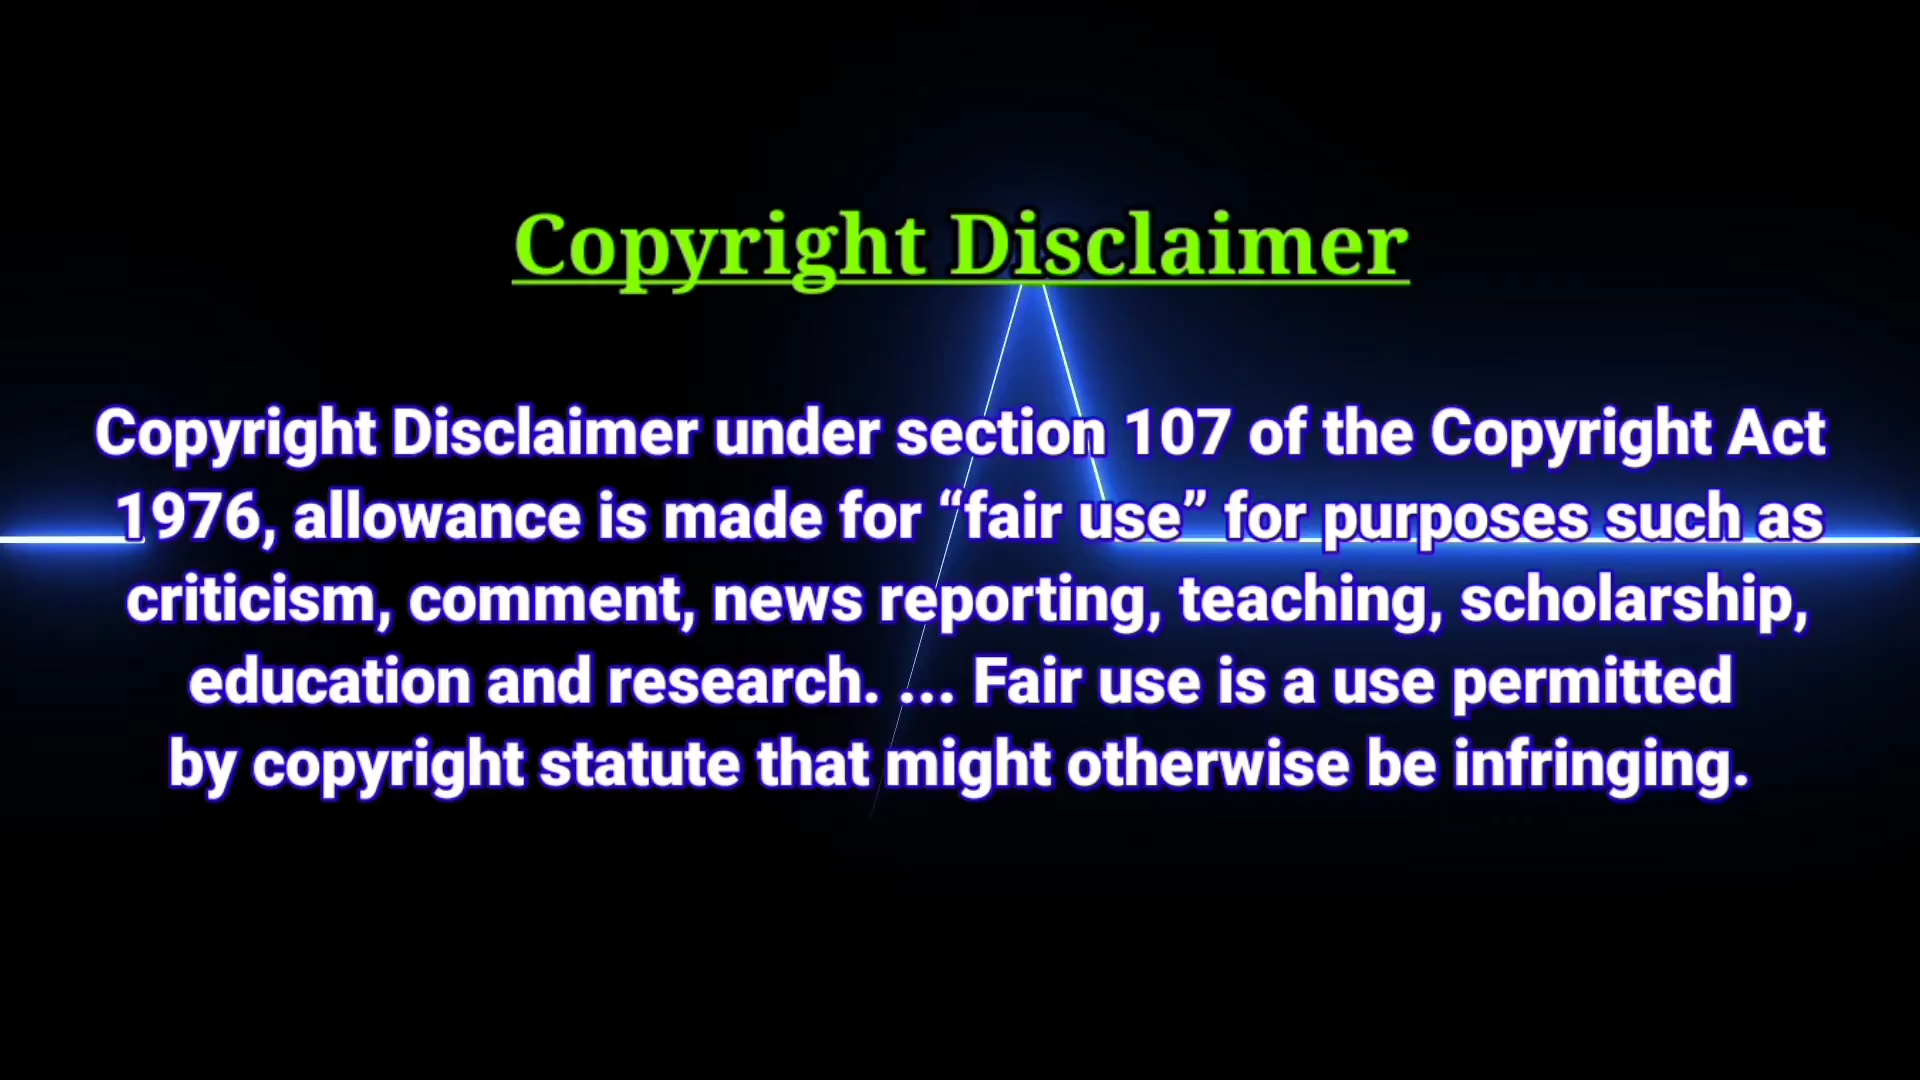 Copyright Disclaimer
Copyright Disclaimer under section 107 of the Copyright Act
1976, allowance is made for “fair use” for purposes such as
criticism, comment, news reporting, teaching, scholarship,
education and research. ... Fair use is a use permitted
by copyright statute that might otherwise be infringing.